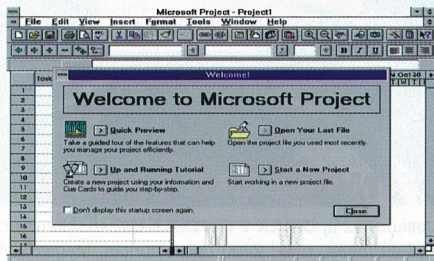 Microsoft Project - Project1
File Edit View Insert Format Tools Window Help
B I U
Welcome!
Oct 30
Welcome to Microsoft Project
Quick Preview
Take a guided tour of the features that can help
you manage your project efficiently.
Open Your Last File
Open the project file you used most recently.
Up and Running Tutorial
Create a new project using your information and
Cue Cards to guide you step-by-step.
Start a New Project
Start working in a new project file.
Don't display this startup screen again.
Close
1
2
3
4
5
6
7
8
9
10
11
12
13
14
15
16